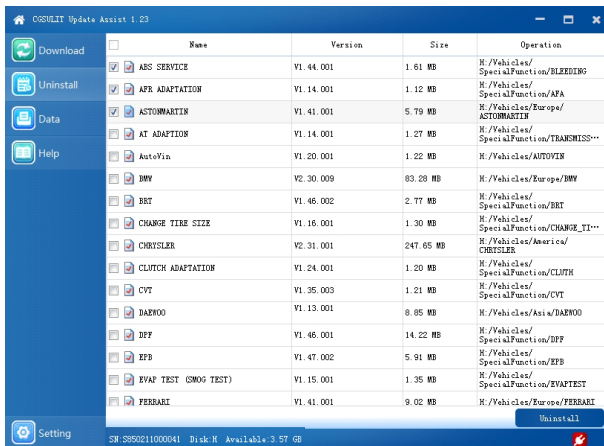 CGSULIT Update Assist 1.23
Download
Uninstall
Data
Help
Setting
Name Version Size Operation
ABS SERVICE V1.44.001 1.61 MB H:/Vehicles/
SpecialFunction/BLEEDING
AFR ADAPTATION V1.14.001 1.12 MB H:/Vehicles/
SpecialFunction/AFA
ASTONMARTIN V1.41.001 5.79 MB H:/Vehicles/Europe/
ASTONMARTIN
AT ADAPTION V1.14.001 1.27 MB H:/Vehicles/
SpecialFunction/TRANSMISS···
AutoVin V1.20.001 1.22 MB H:/Vehicles/AUTOVIN
BMW V2.30.009 83.28 MB H:/Vehicles/Europe/BMW
BRT V1.46.002 2.77 MB H:/Vehicles/
SpecialFunction/BRT
CHANGE TIRE SIZE V1.16.001 1.30 MB H:/Vehicles/
SpecialFunction/CHANGE_TI···
CHRYSLER V2.31.001 247.65 MB H:/Vehicles/America/
CHRYSLER
CLUTCH ADAPTATION V1.24.001 1.20 MB H:/Vehicles/
SpecialFunction/CLUTH
CVT V1.35.003 1.21 MB H:/Vehicles/
SpecialFunction/CVT
DAEWOO V1.13.001 8.85 MB H:/Vehicles/Asia/DAEWOO
DPF V1.46.001 14.22 MB H:/Vehicles/
SpecialFunction/DPF
EPB V1.47.002 5.91 MB H:/Vehicles/
SpecialFunction/EPB
EVAP TEST (SMOG TEST) V1.15.001 1.35 MB H:/Vehicles/
SpecialFunction/EVAPTEST
FERRARI V1.41.001 9.02 MB H:/Vehicles/Europe/FERRARI
Uninstall
SN:S850211000041 Disk:H Available:3.57 GB